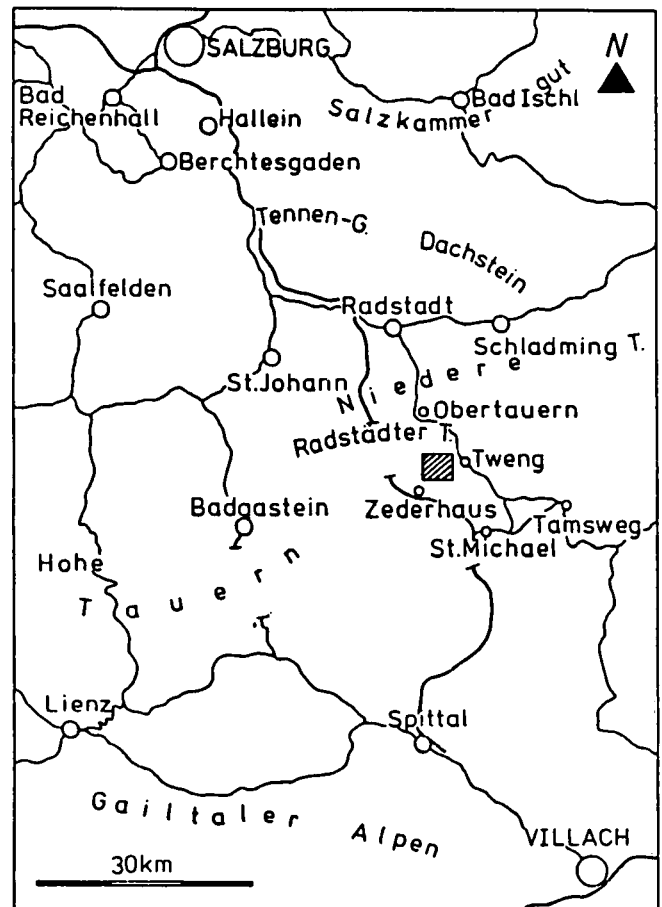 SALZBURG
N
Bad
Reichenhall
Bad Ischl
Salzkammergut
Hallein
Berchtesgaden
Tennen-G.
Dachstein
Saalfelden
Radstadt
Schladming T.
St.Johann
Niedere
Obertauern
Radstädter T.
Tweng
Badgastein
Zederhaus
Tamsweg
St.Michael
Hohe
Tauern
Lienz
Spittal
Gailtaler Alpen
VILLACH
30km